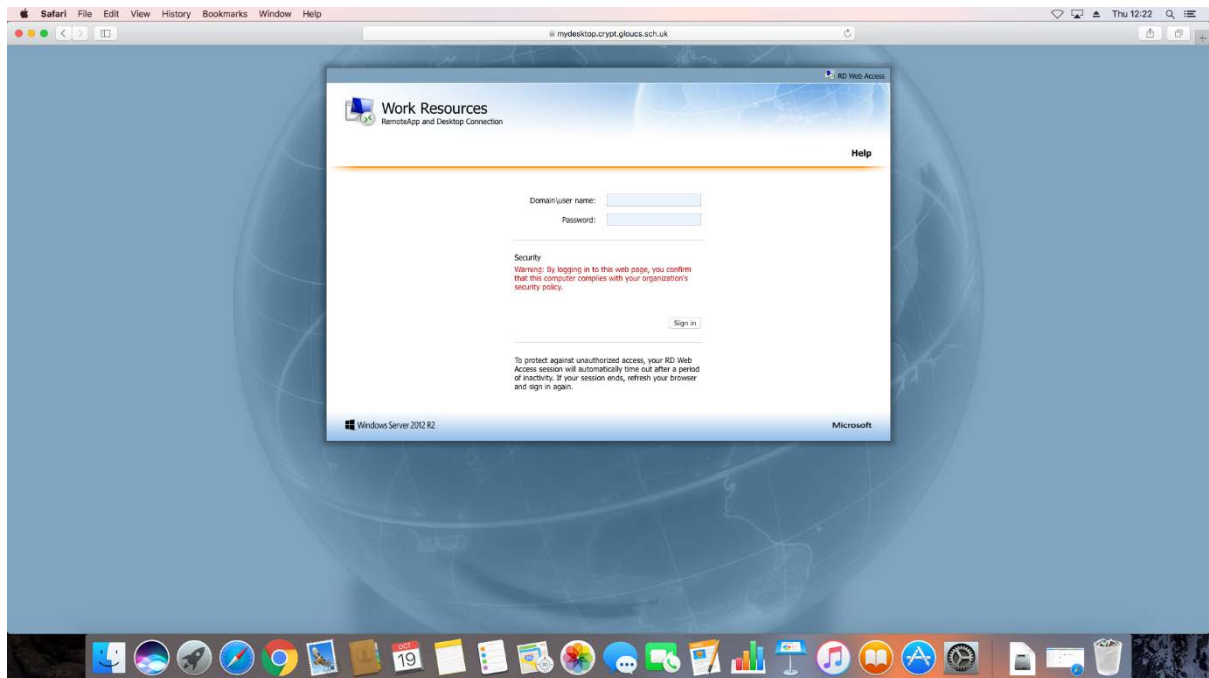 Safari File Edit View History Bookmarks Window Help Thu 12:22
mydesktop.crypt.gloucs.sch.uk
RD Web Access
Work Resources
RemoteApp and Desktop Connection
Help
Domain\user name:
Password:
Security
Warning: By logging in to this web page, you confirm
that this computer complies with your organization's
security policy.
Sign in
To protect against unauthorized access, your RD Web
Access session will automatically time out after a period
of inactivity. If your session ends, refresh your browser
and sign in again.
Windows Server 2012 R2
Microsoft
OCT
19